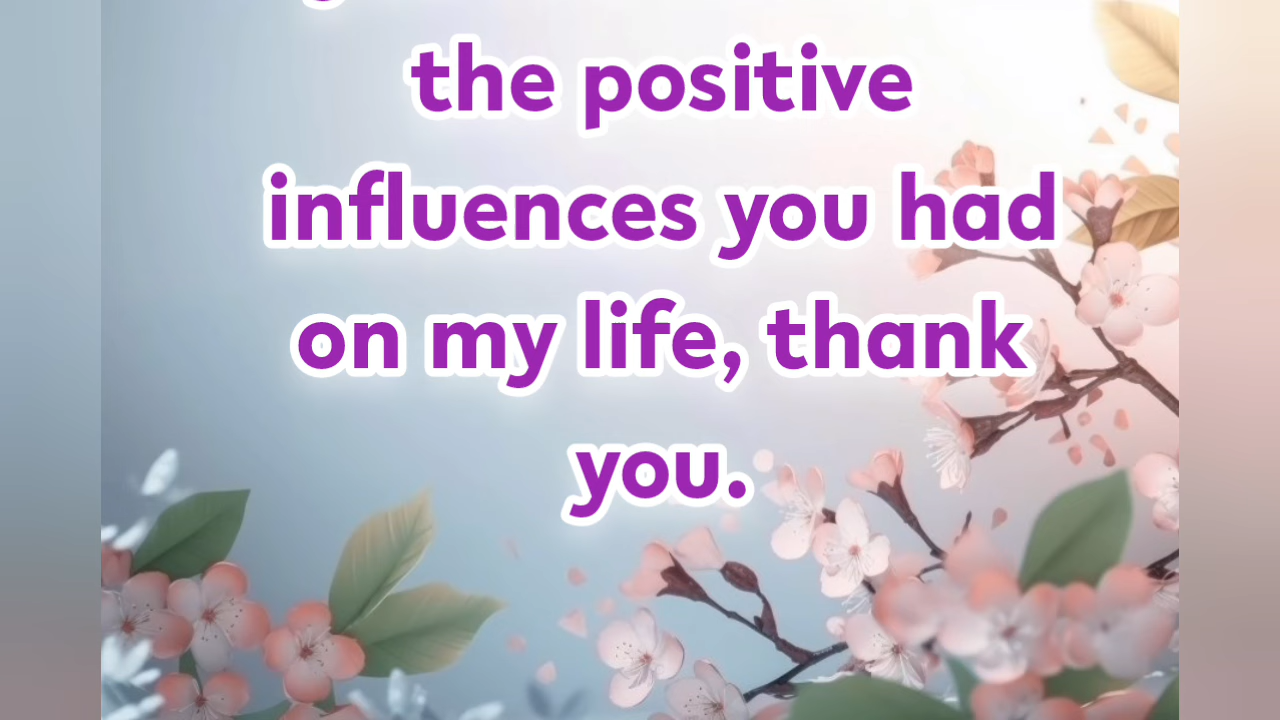 the positive
influences you had
on my life, thank
you.